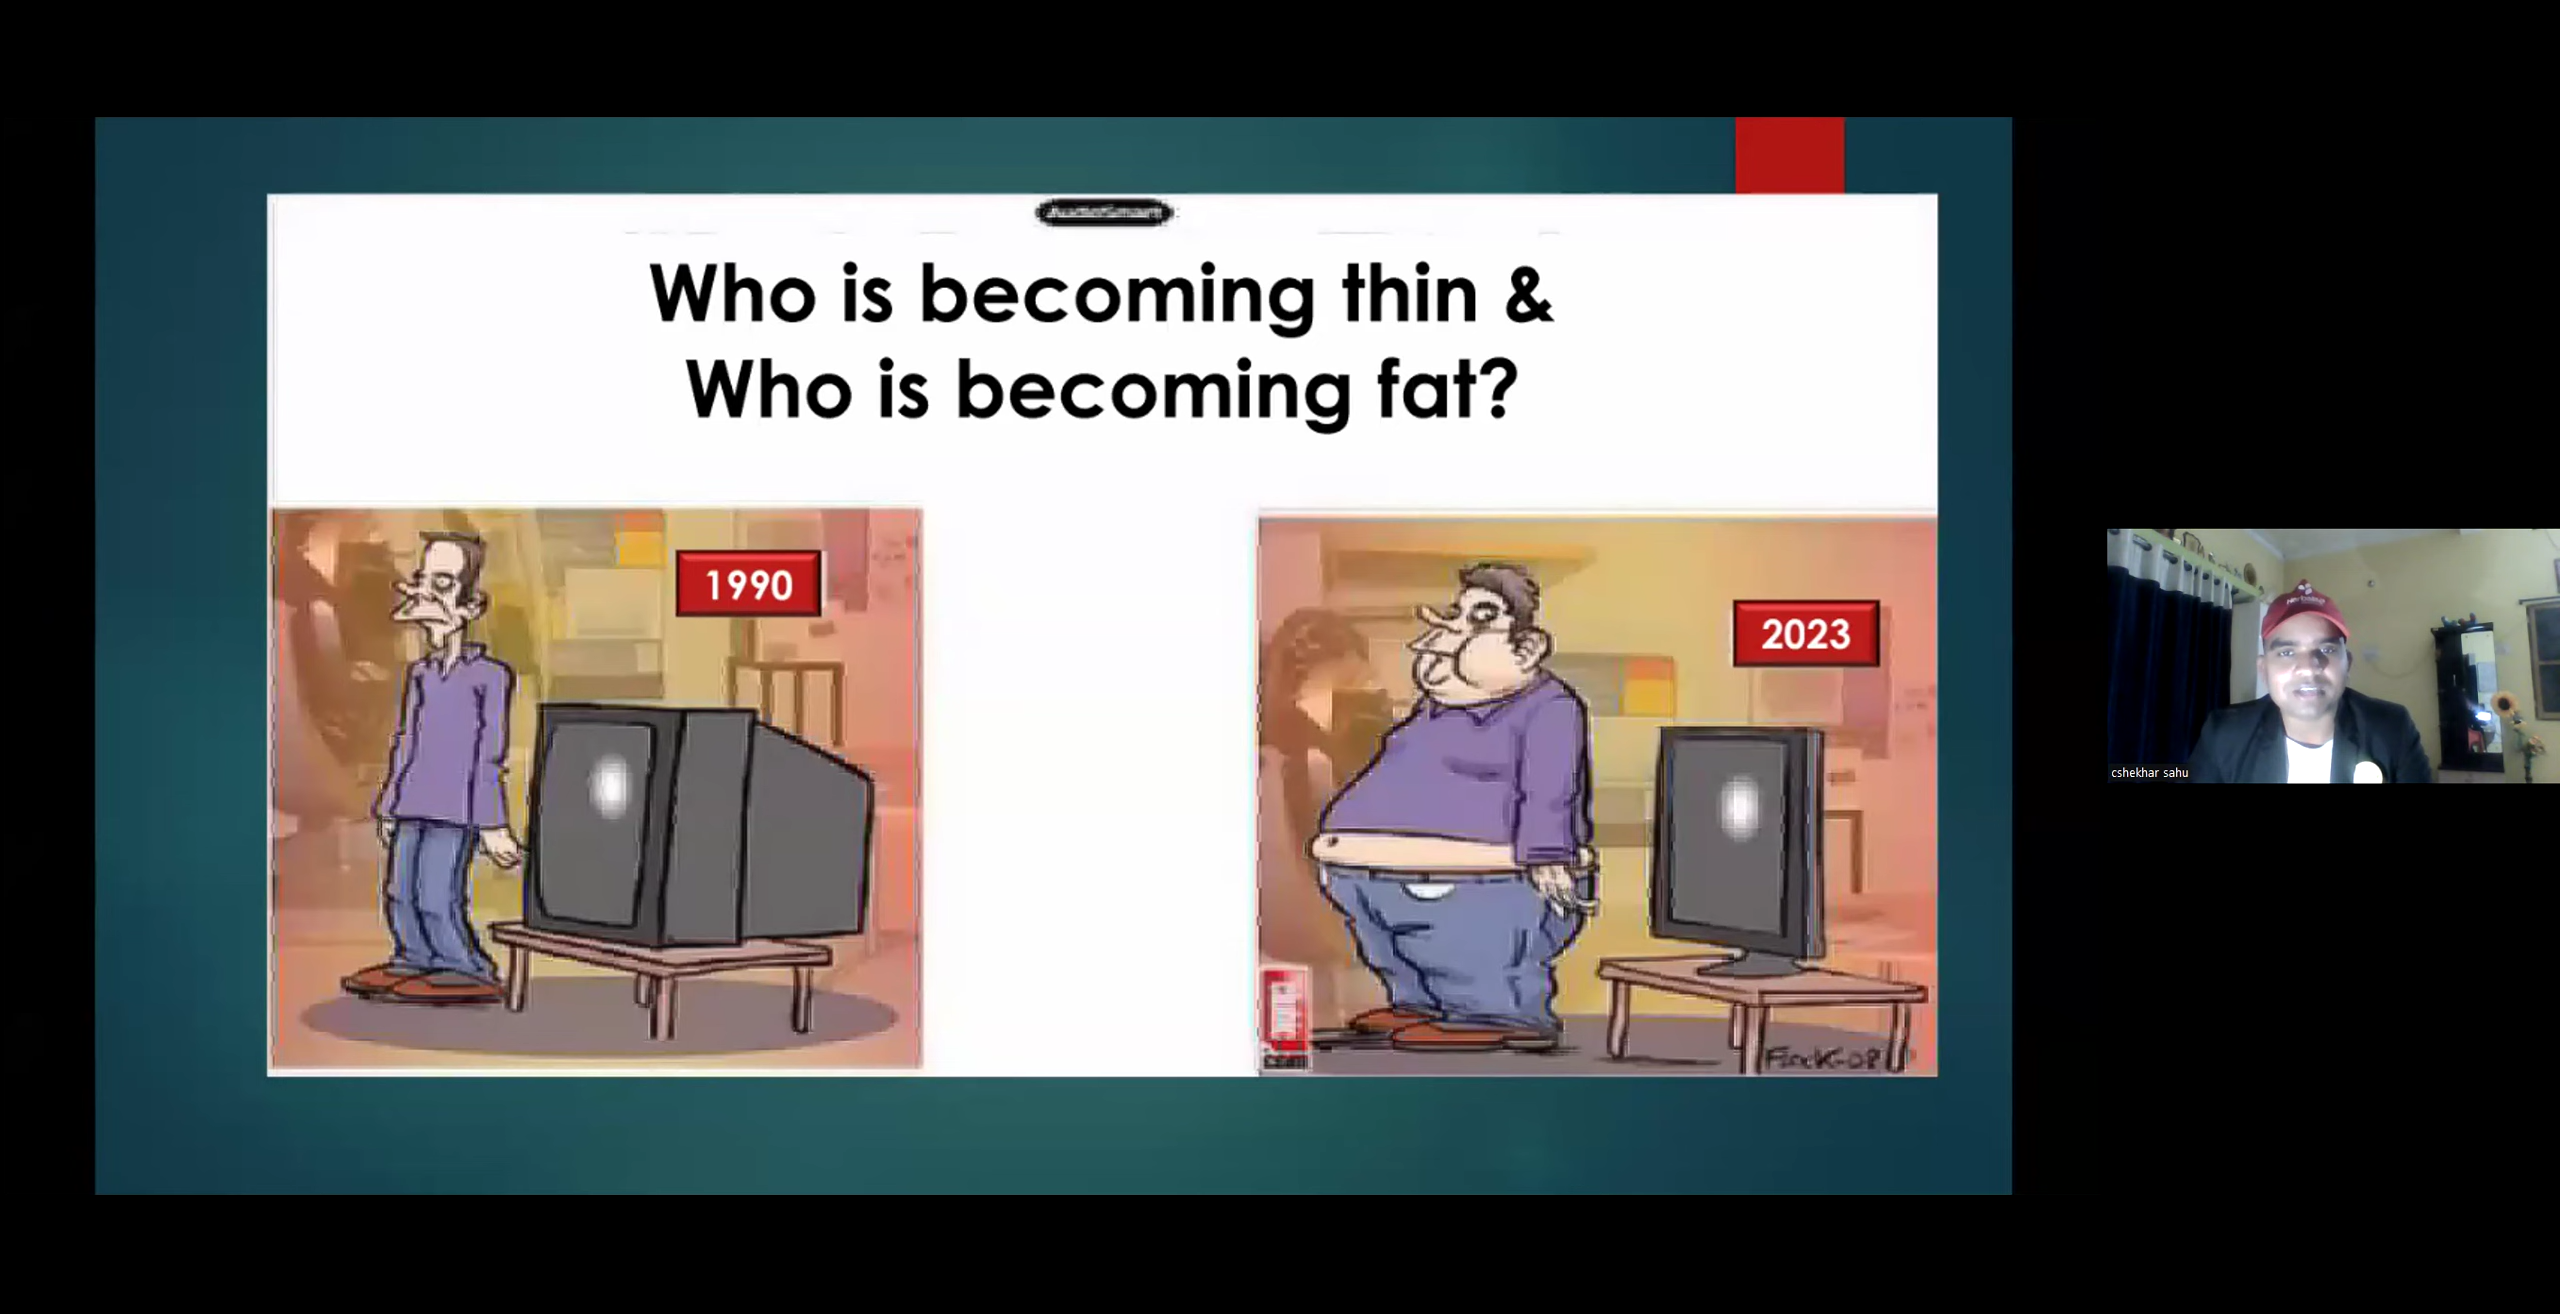 Who is becoming thin &
Who is becoming fat?
1990
2023
cshekhar sahu